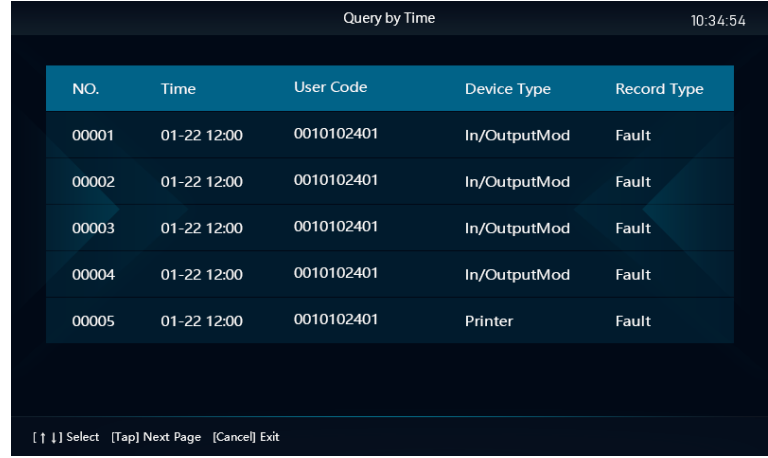 Query by Time 10:34:54
NO. Time User Code Device Type Record Type
00001 01-22 12:00 0010102401 In/OutputMod Fault
00002 01-22 12:00 0010102401 In/OutputMod Fault
00003 01-22 12:00 0010102401 In/OutputMod Fault
00004 01-22 12:00 0010102401 In/OutputMod Fault
00005 01-22 12:00 0010102401 Printer Fault
[↑↓] Select [Tap] Next Page [Cancel] Exit